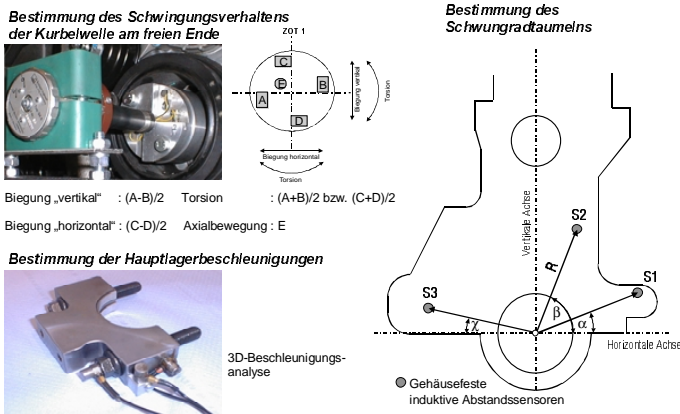 Bestimmung des Schwingungsverhaltens
der Kurbelwelle am freien Ende
ZOT 1
C
E
B
A
D
Biegung vertikal
Torsion
Biegung horizontal
Torsion
Biegung „vertikal“ : (A-B)/2 Torsion : (A+B)/2 bzw. (C+D)/2
Biegung „horizontal“ : (C-D)/2 Axialbewegung : E
Bestimmung der Hauptlagerbeschleunigungen
3D-Beschleunigungs-
analyse
Bestimmung des
Schwungradtaumelns
Vertikale Achse
S2
R
S1
S3
β
α
χ
Horizontale Achse
Gehäusefeste
induktive Abstandssensoren